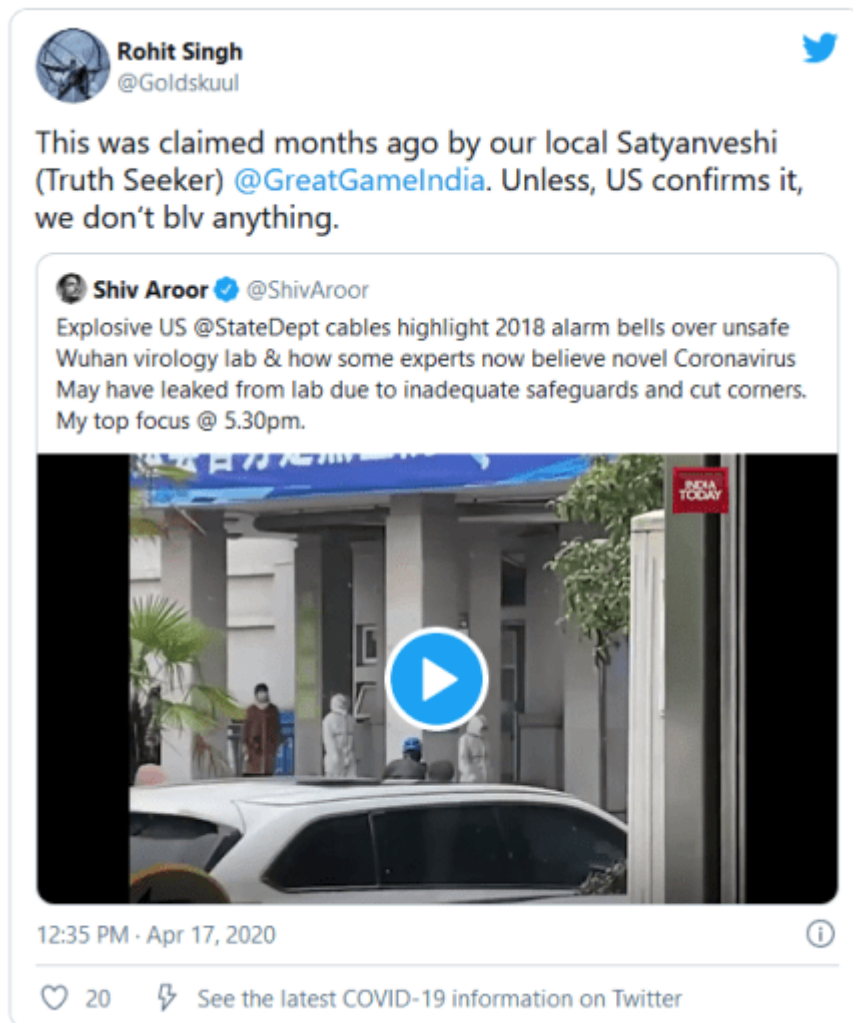 Rohit Singh
@Goldskuul
This was claimed months ago by our local Satyanveshi
(Truth Seeker) @GreatGameIndia. Unless, US confirms it,
we don't blv anything.
Shiv Aroor @ShivAroor
Explosive US @StateDept cables highlight 2018 alarm bells over unsafe
Wuhan virology lab & how some experts now believe novel Coronavirus
May have leaked from lab due to inadequate safeguards and cut corners.
My top focus @ 5.30pm.
INDIA
TODAY
12:35 PM · Apr 17, 2020
20 See the latest COVID-19 information on Twitter